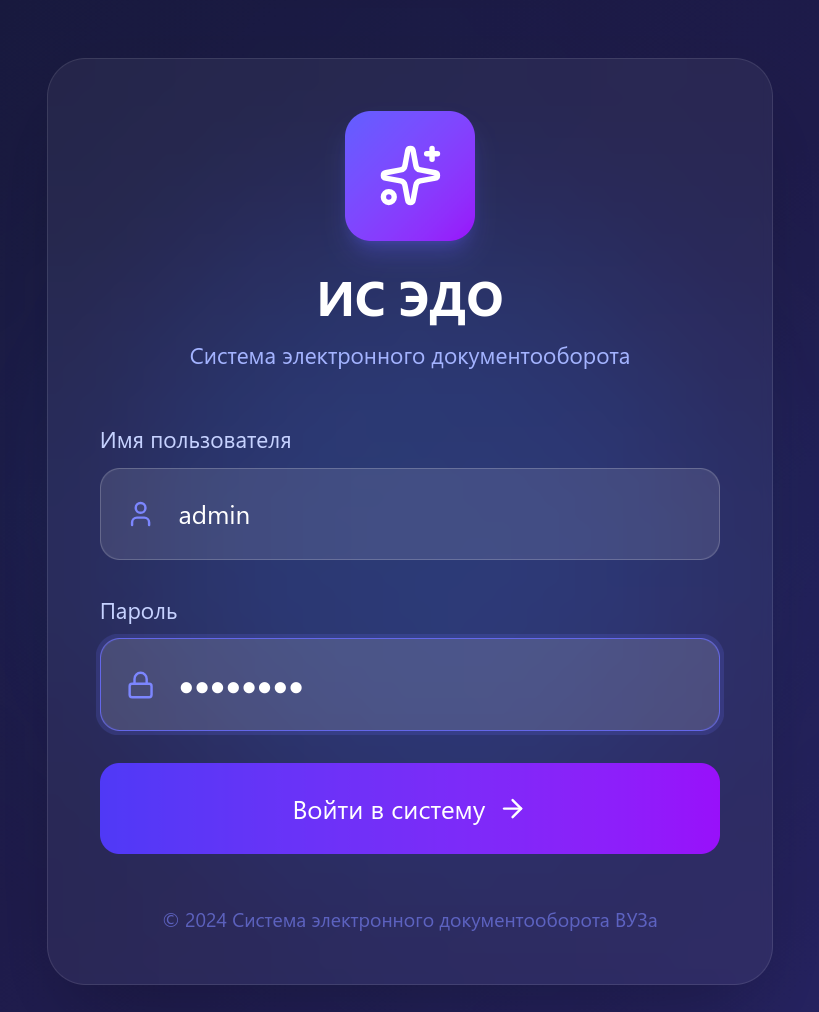 ИС ЭДО
Система электронного документооборота
Имя пользователя
admin
Пароль
●●●●●●●●
Войти в систему →
© 2024 Система электронного документооборота ВУЗа